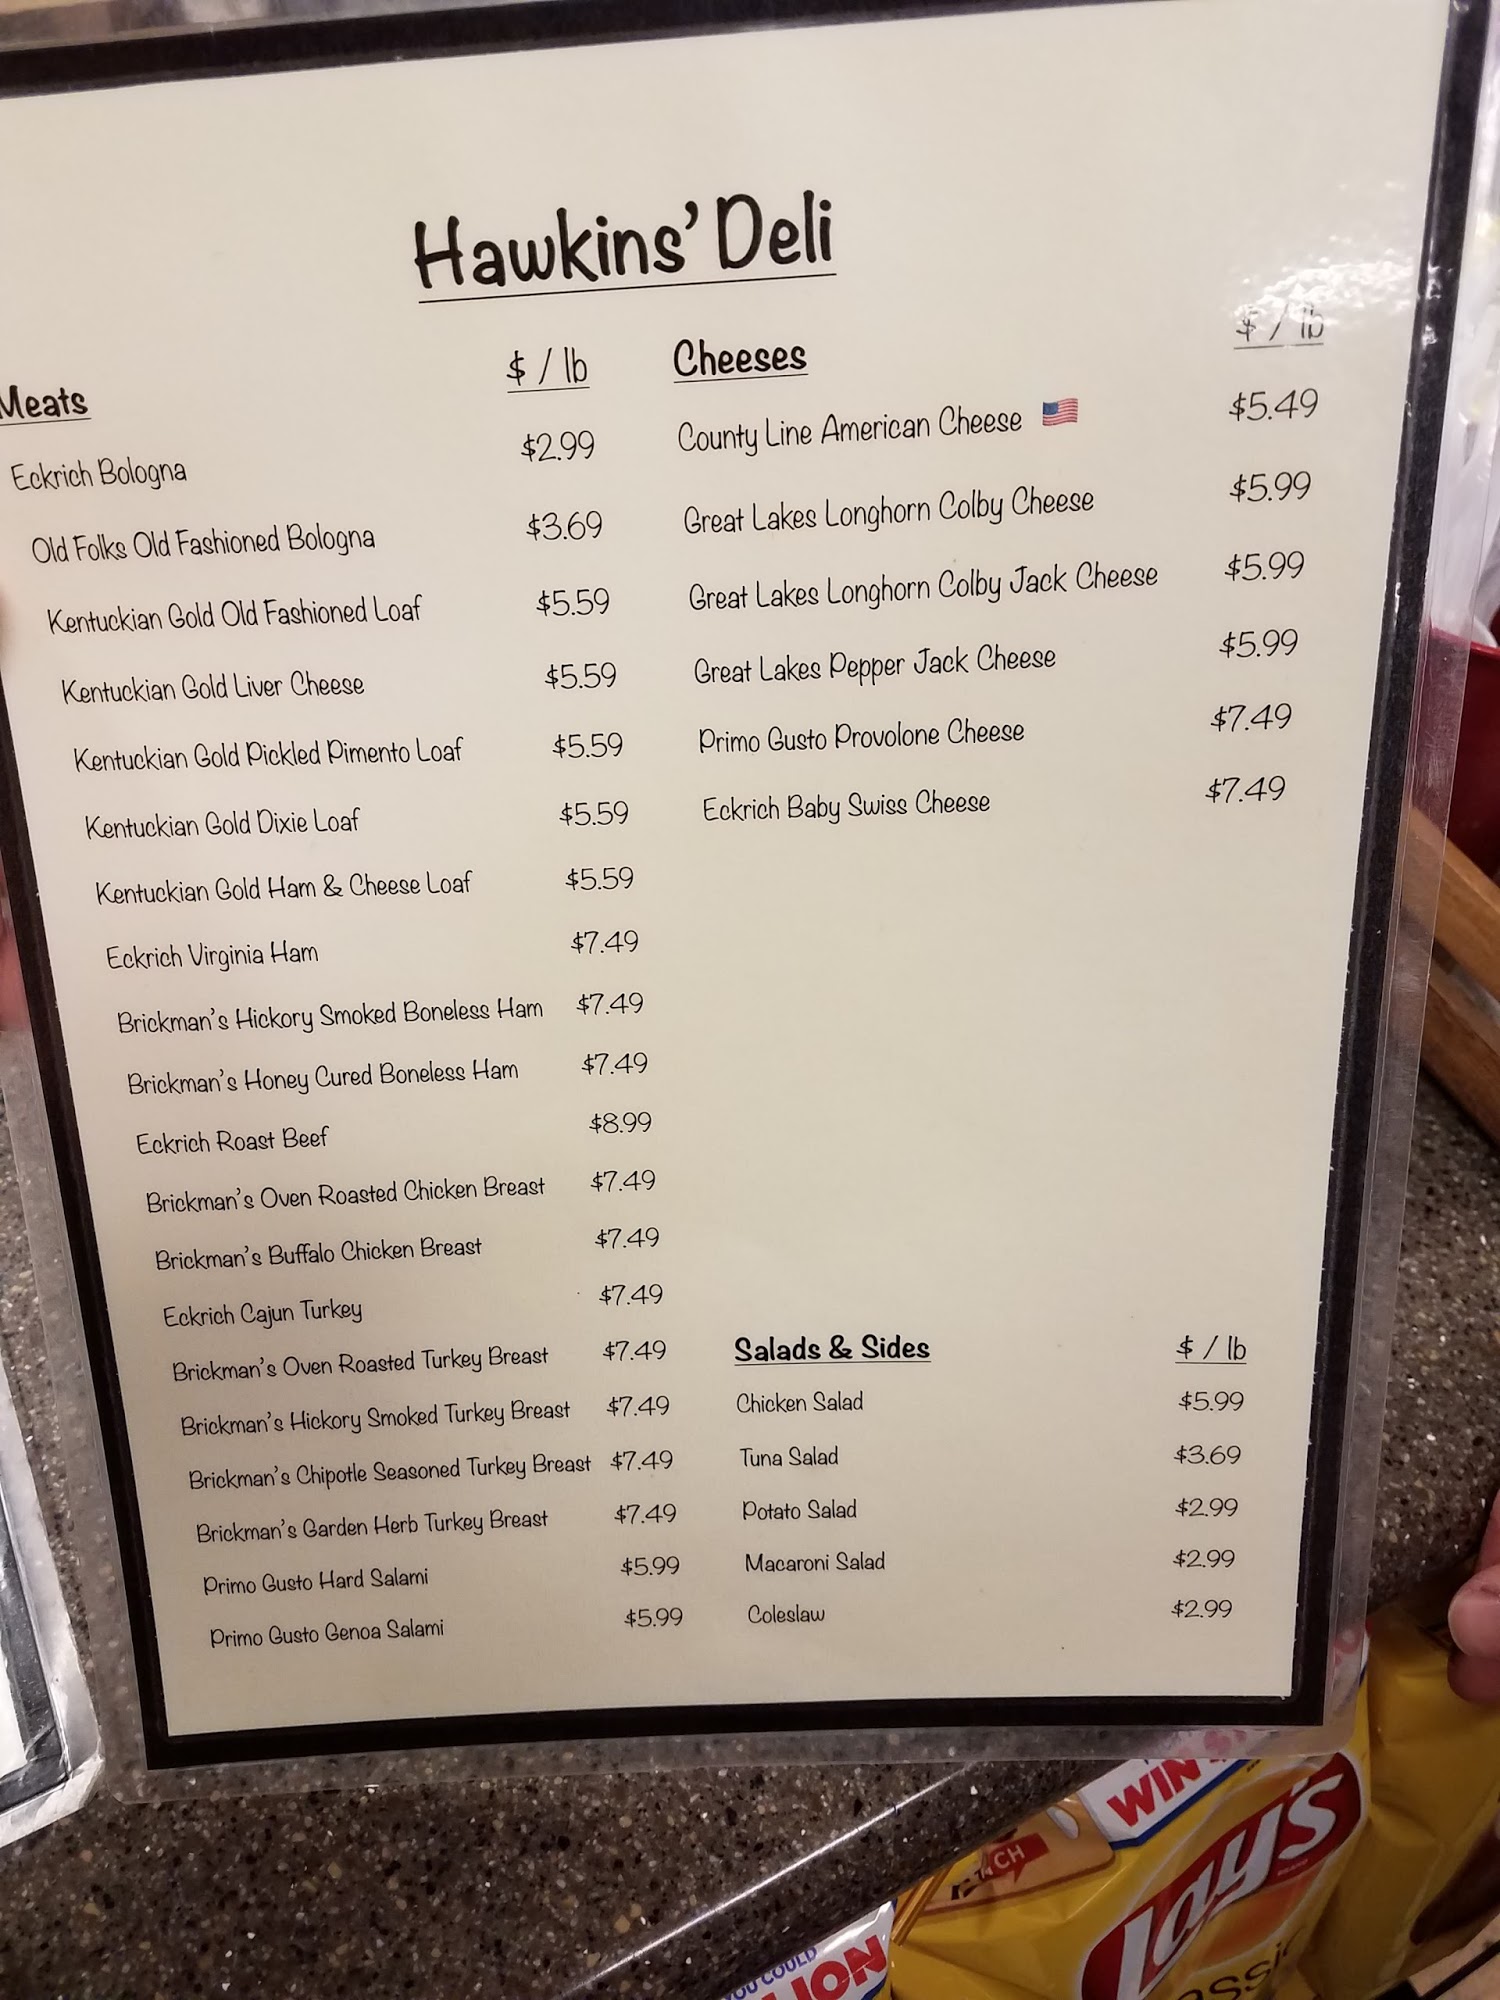 Hawkins' Deli
Meats $ / lb
Eckrich Bologna $2.99
Old Folks Old Fashioned Bologna $3.69
Kentuckian Gold Old Fashioned Loaf $5.59
Kentuckian Gold Liver Cheese $5.59
Kentuckian Gold Pickled Pimento Loaf $5.59
Kentuckian Gold Dixie Loaf $5.59
Kentuckian Gold Ham & Cheese Loaf $5.59
Eckrich Virginia Ham $7.49
Brickman's Hickory Smoked Boneless Ham $7.49
Brickman's Honey Cured Boneless Ham $7.49
Eckrich Roast Beef $8.99
Brickman's Oven Roasted Chicken Breast $7.49
Brickman's Buffalo Chicken Breast $7.49
Eckrich Cajun Turkey $7.49
Brickman's Oven Roasted Turkey Breast $7.49
Brickman's Hickory Smoked Turkey Breast $7.49
Brickman's Chipotle Seasoned Turkey Breast $7.49
Brickman's Garden Herb Turkey Breast $7.49
Primo Gusto Hard Salami $5.99
Primo Gusto Genoa Salami $5.99
Cheeses $ / lb
County Line American Cheese 🇺🇸 $5.49
Great Lakes Longhorn Colby Cheese $5.99
Great Lakes Longhorn Colby Jack Cheese $5.99
Great Lakes Pepper Jack Cheese $5.99
Primo Gusto Provolone Cheese $7.49
Eckrich Baby Swiss Cheese $7.49
Salads & Sides $ / lb
Chicken Salad $5.99
Tuna Salad $3.69
Potato Salad $2.99
Macaroni Salad $2.99
Coleslaw $2.99
WIN
Lay's
COULD